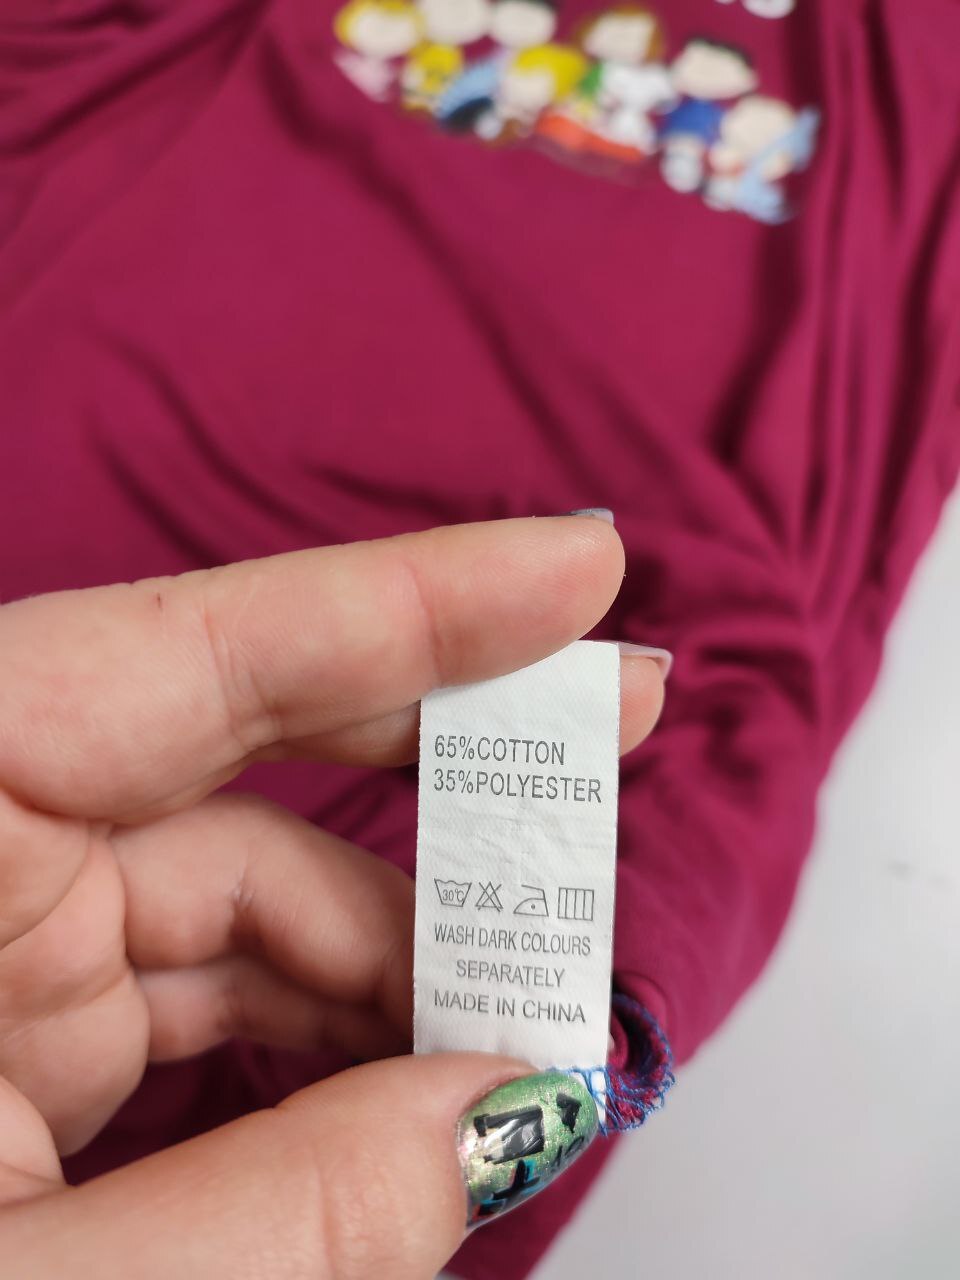 65%COTTON
35%POLYESTER
30°C
WASH DARK COLOURS
SEPARATELY
MADE IN CHINA